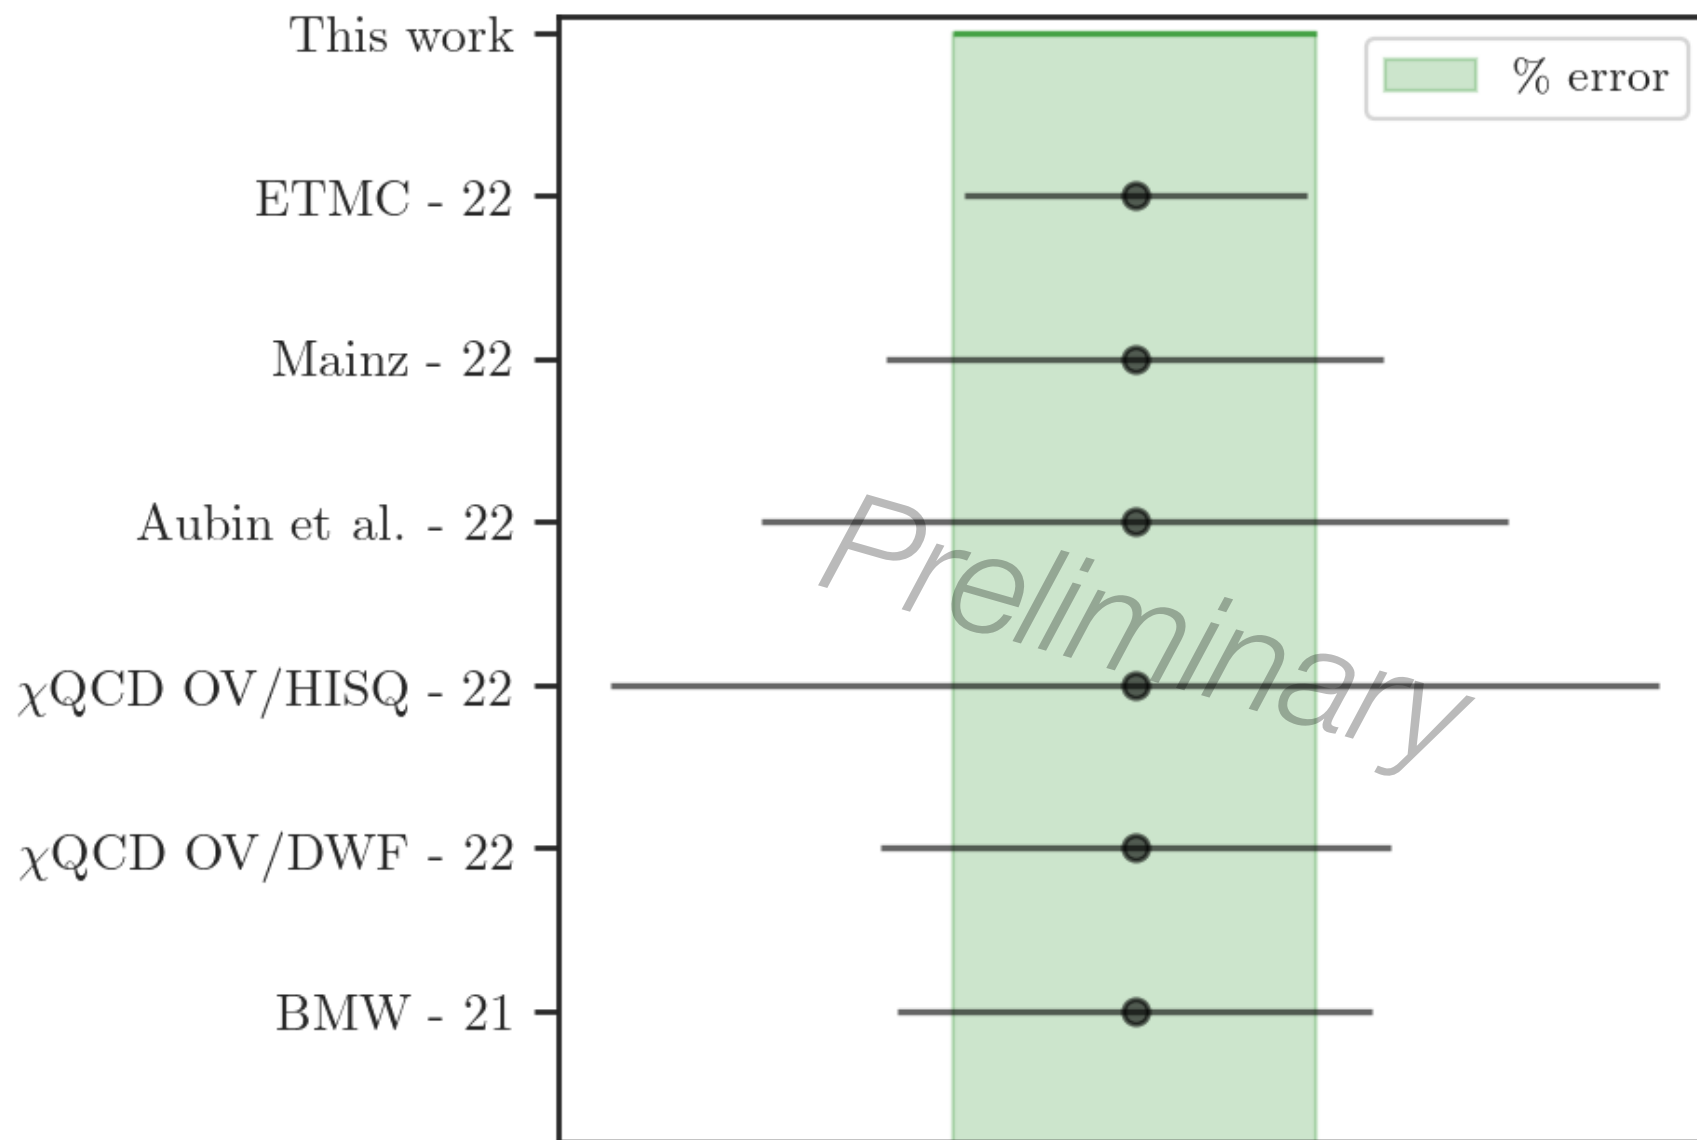 This work
% error
ETMC - 22
Mainz - 22
Aubin et al. - 22
Preliminary
χQCD OV/HISQ - 22
χQCD OV/DWF - 22
BMW - 21